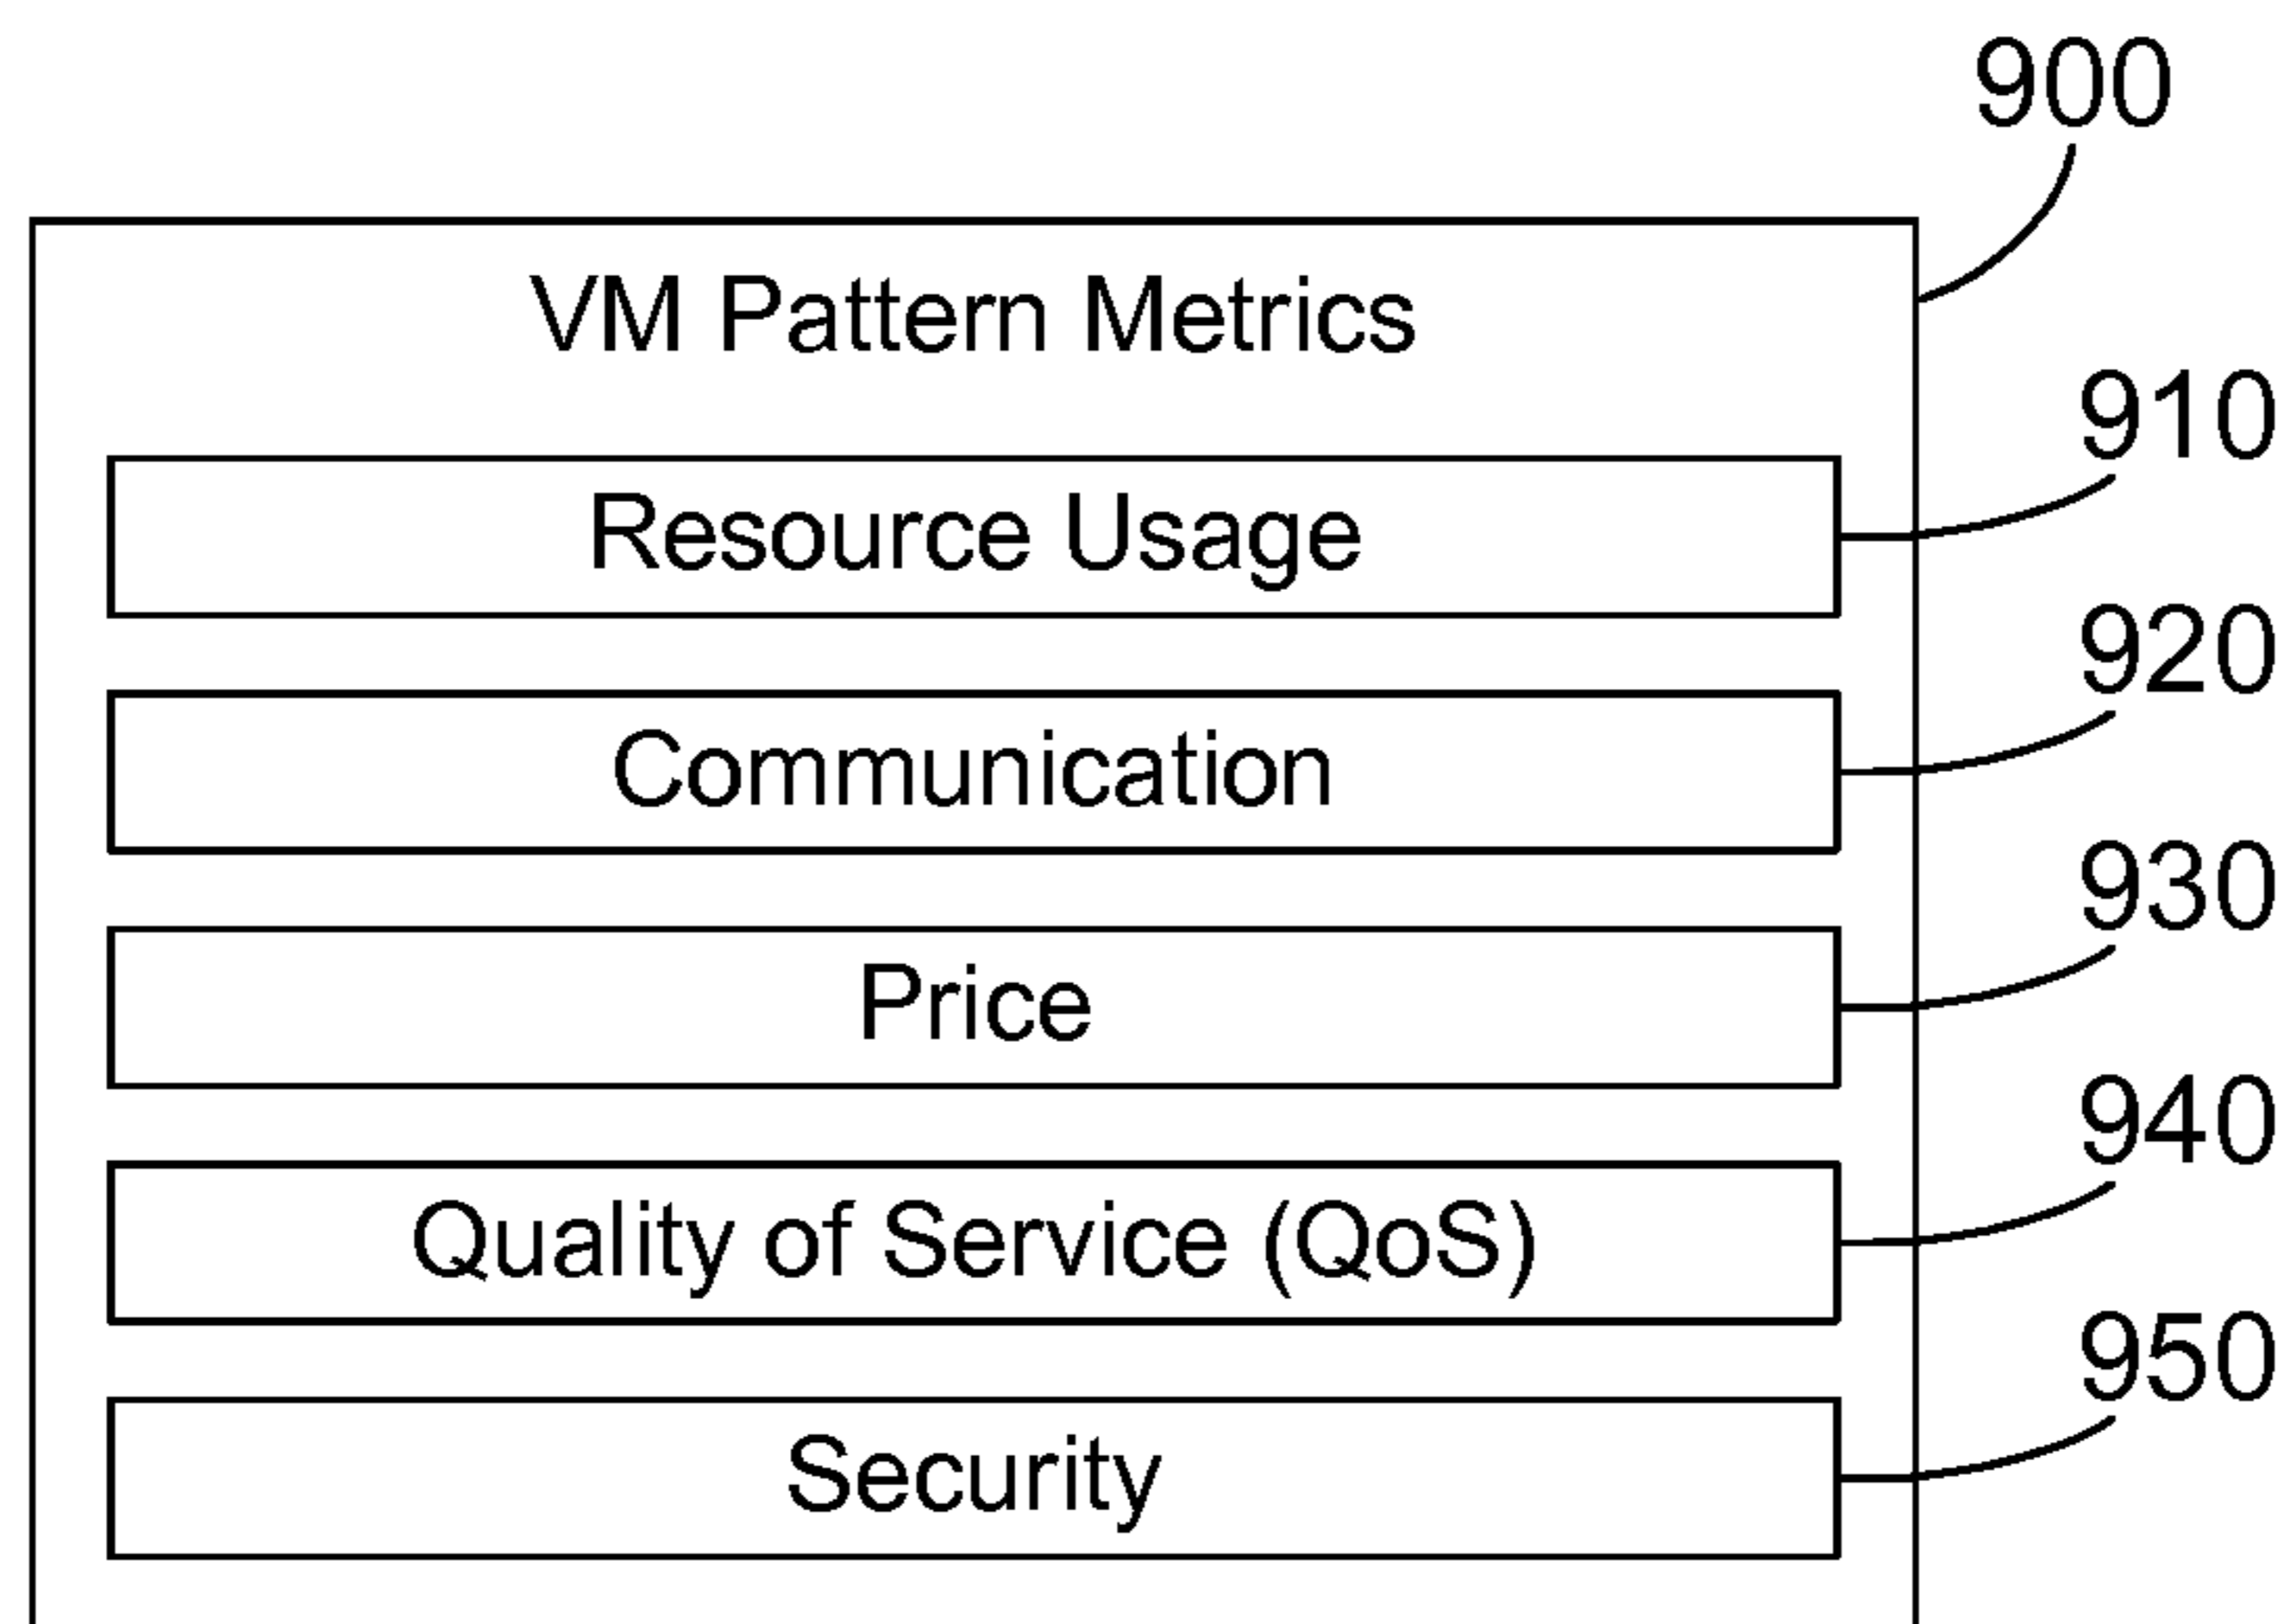 900
VM Pattern Metrics
910
Resource Usage
920
Communication
930
Price
940
Quality of Service (QoS)
950
Security